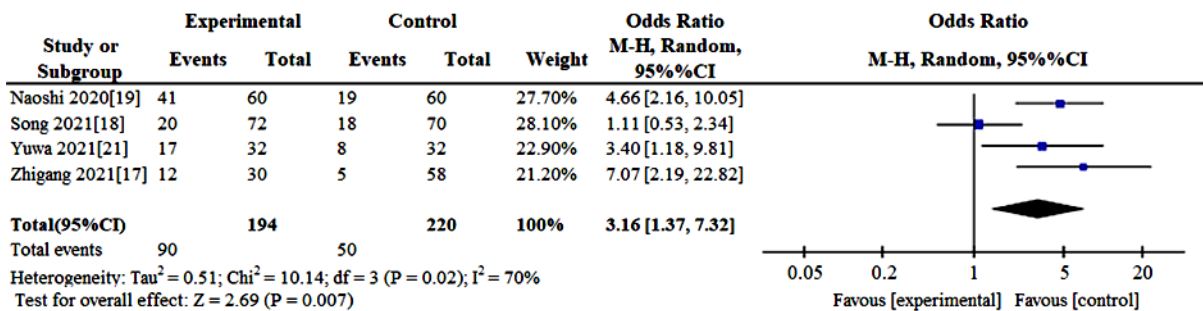 Experimental Control Odds Ratio Odds Ratio
Study or Subgroup Events Total Events Total Weight M-H, Random, 95%%CI M-H, Random, 95%%CI
Naoshi 2020[19] 41 60 19 60 27.70% 4.66 [2.16, 10.05]
Song 2021[18] 20 72 18 70 28.10% 1.11 [0.53, 2.34]
Yuwa 2021[21] 17 32 8 32 22.90% 3.40 [1.18, 9.81]
Zhigang 2021[17] 12 30 5 58 21.20% 7.07 [2.19, 22.82]
Total(95%CI) 194 220 100% 3.16 [1.37, 7.32]
Total events 90 50
Heterogeneity: Tau² = 0.51; Chi² = 10.14; df = 3 (P = 0.02); I² = 70%
Test for overall effect: Z = 2.69 (P = 0.007)
0.05 0.2 1 5 20
Favous [experimental] Favous [control]